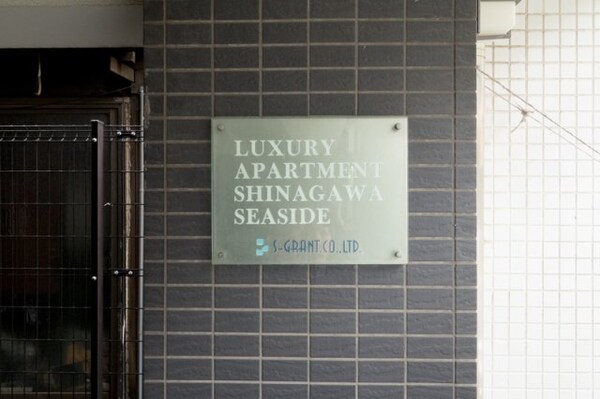 LUXURY
APARTMENT
SHINAGAWA
SEASIDE
S-GRANT.CO.,LTD.